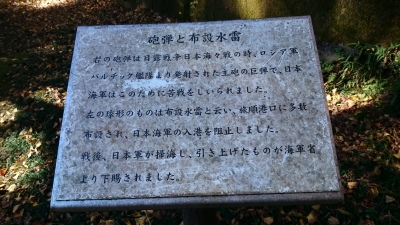 砲弾と布設水雷
右の砲弾は日露戦争日本海々戦の時、ロシア軍
バルチック艦隊より発射された主砲の巨弾で、日本
海軍はこのために苦戦をしいられました。
左の球形のものは布設水雷と云い、旅順港口に多数
布設され、日本海軍の入港を阻止しました。
戦後、日本軍が掃海し、引き上げたものが海軍省
より下賜されました。